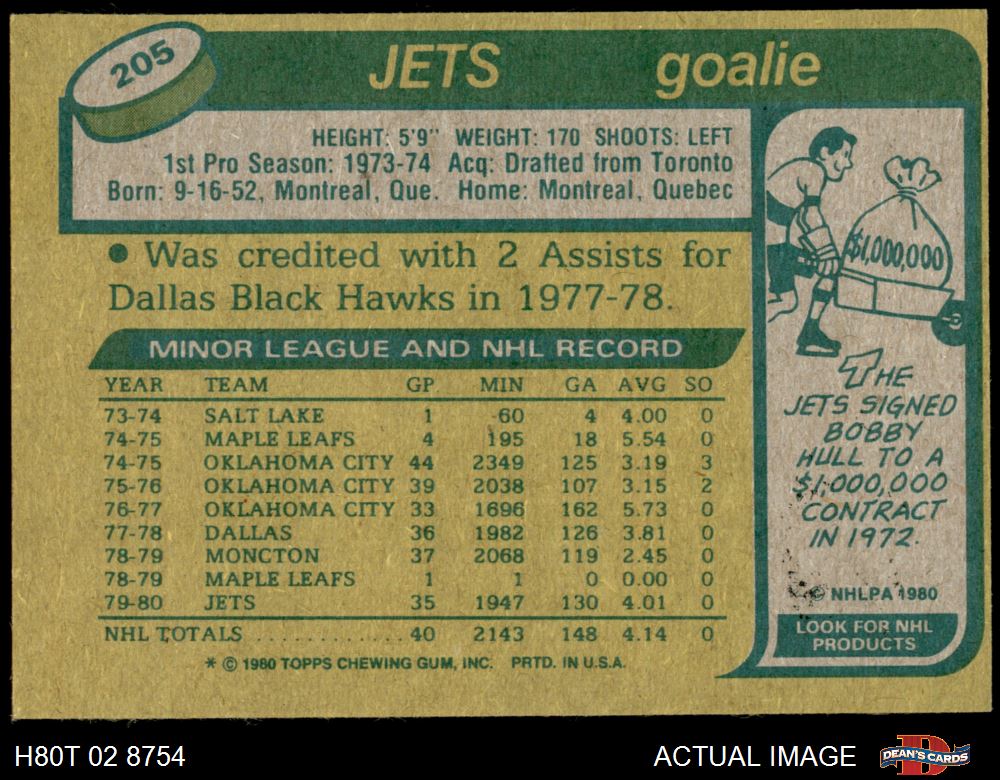 205
JETS goalie
HEIGHT: 5'9" WEIGHT: 170 SHOOTS: LEFT
1st Pro Season: 1973-74 Acq: Drafted from Toronto
Born: 9-16-52, Montreal, Que. Home: Montreal, Quebec
● Was credited with 2 Assists for
Dallas Black Hawks in 1977-78.
MINOR LEAGUE AND NHL RECORD
YEAR TEAM GP MIN GA AVG SO
73-74 SALT LAKE 1 60 4 4.00 0
74-75 MAPLE LEAFS 4 195 18 5.54 0
74-75 OKLAHOMA CITY 44 2349 125 3.19 3
75-76 OKLAHOMA CITY 39 2038 107 3.15 2
76-77 OKLAHOMA CITY 33 1696 162 5.73 0
77-78 DALLAS 36 1982 126 3.81 0
78-79 MONCTON 37 2068 119 2.45 0
78-79 MAPLE LEAFS 1 1 0 0.00 0
79-80 JETS 35 1947 130 4.01 0
NHL TOTALS ............ 40 2143 148 4.14 0
* © 1980 TOPPS CHEWING GUM, INC. PRTD. IN U.S.A.
$1,000,000
THE
JETS SIGNED
BOBBY
HULL TO A
$1,000,000
CONTRACT
IN 1972.
© NHLPA 1980
LOOK FOR NHL
PRODUCTS
H80T 02 8754
ACTUAL IMAGE
DEAN'S CARDS